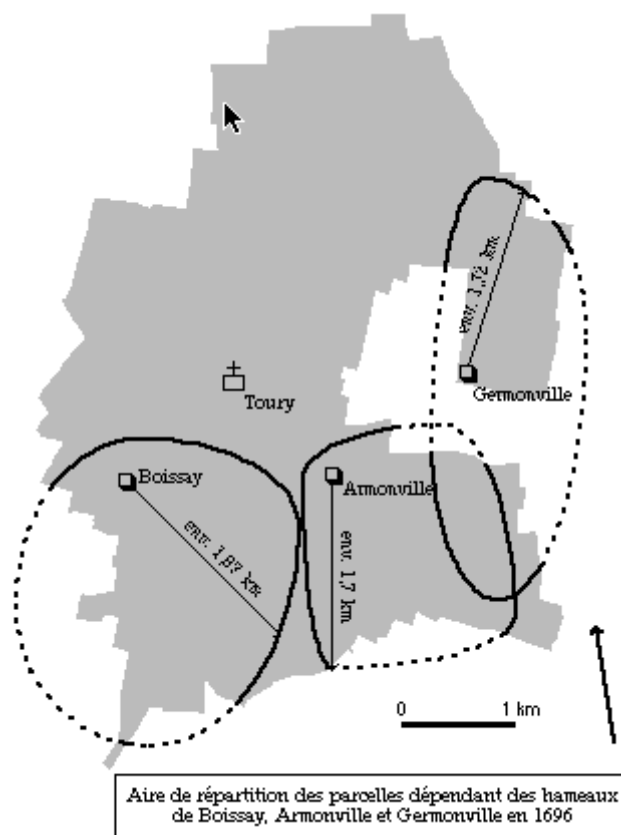 env. 1,72 km
Germonville
Toury
Boissay
Armonville
env. 1,87 km
env. 1,7 km
0 1 km
Aire de répartition des parcelles dépendant des hameaux
de Boissay, Armonville et Germonville en 1696